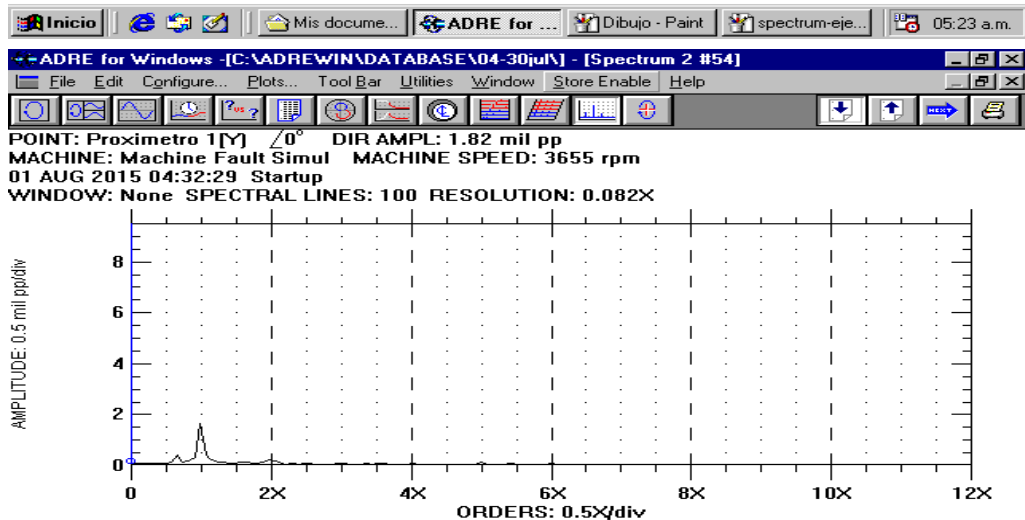 Inicio Mis docume... ADRE for ... Dibujo - Paint spectrum-eje... 05:23 a.m.
ADRE for Windows -[C:\ADREWIN\DATABASE\04-30jul\] - [Spectrum 2 #54]
File Edit Configure... Plots... Tool Bar Utilities Window Store Enable Help
NEXT
POINT: Proximetro 1[Y] ∠0° DIR AMPL: 1.82 mil pp
MACHINE: Machine Fault Simul MACHINE SPEED: 3655 rpm
01 AUG 2015 04:32:29 Startup
WINDOW: None SPECTRAL LINES: 100 RESOLUTION: 0.082X
AMPLITUDE: 0.5 mil pp/div
8
6
4
2
0
0 2X 4X 6X 8X 10X 12X
ORDERS: 0.5X/div